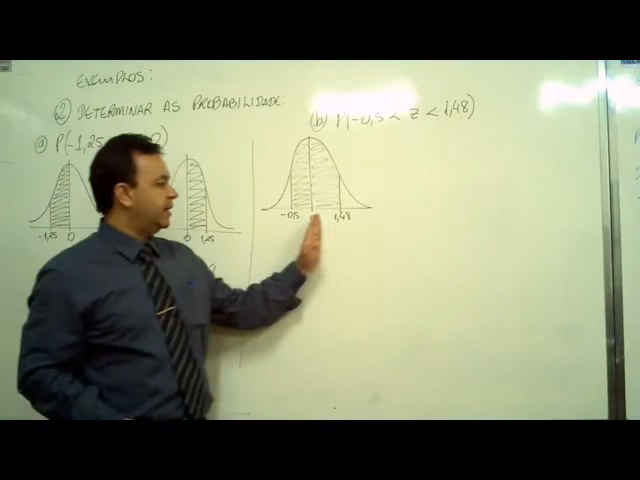 EXEMPLOS:
② DETERMINAR AS PROBABILIDADE:
ⓐ P(-1,25
ⓑ P(-0,5 < Z < 1,48)
-1,25 0
0 1,25
-0,5
1,48